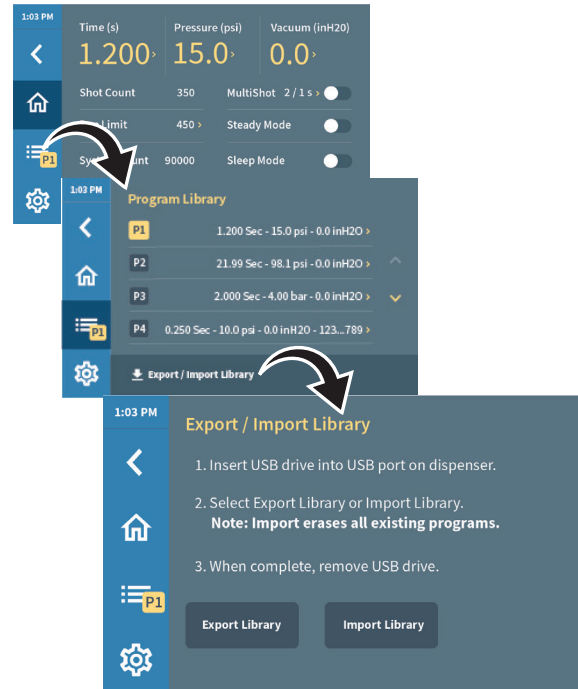 1:03 PM
Time (s)
Pressure (psi)
Vacuum (inH20)
1.200 ›
15.0 ›
0.0 ›
Shot Count 350
MultiShot 2 / 1 s ›
Limit 450 ›
Steady Mode
90000
Sleep Mode
P1
1:03 PM
Program Library
P1 1.200 Sec - 15.0 psi - 0.0 inH2O ›
P2 21.99 Sec - 98.1 psi - 0.0 inH2O ›
P3 2.000 Sec - 4.00 bar - 0.0 inH2O ›
P4 0.250 Sec - 10.0 psi - 0.0 inH2O - 123...789 ›
P1
Export / Import Library
1:03 PM
Export / Import Library
1. Insert USB drive into USB port on dispenser.
2. Select Export Library or Import Library.
Note: Import erases all existing programs.
3. When complete, remove USB drive.
P1
Export Library
Import Library